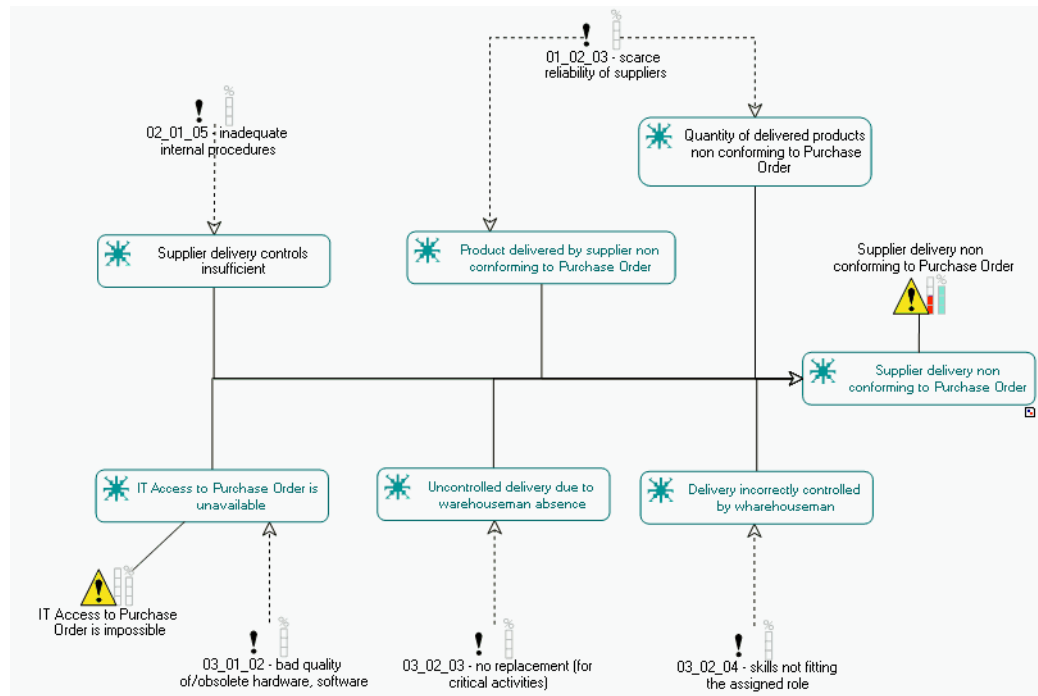 %
01_02_03 - scarce
reliability of suppliers
%
02_01_05 - inadequate
internal procedures
Quantity of delivered products
non conforming to Purchase
Order
Supplier delivery controls
insufficient
Product delivered by supplier non
cornforming to Purchase Order
Supplier delivery non
conforming to Purchase Order
%
Supplier delivery non
conforming to Purchase Order
IT Access to Purchase Order is
unavailable
Uncontrolled delivery due to
warehouseman absence
Delivery incorrectly controlled
by wharehouseman
%
IT Access to Purchase
Order is impossible
%
03_01_02 - bad quality
of/obsolete hardware, software
%
03_02_03 - no replacement (for
critical activities)
%
03_02_04 - skills not fitting
the assigned role